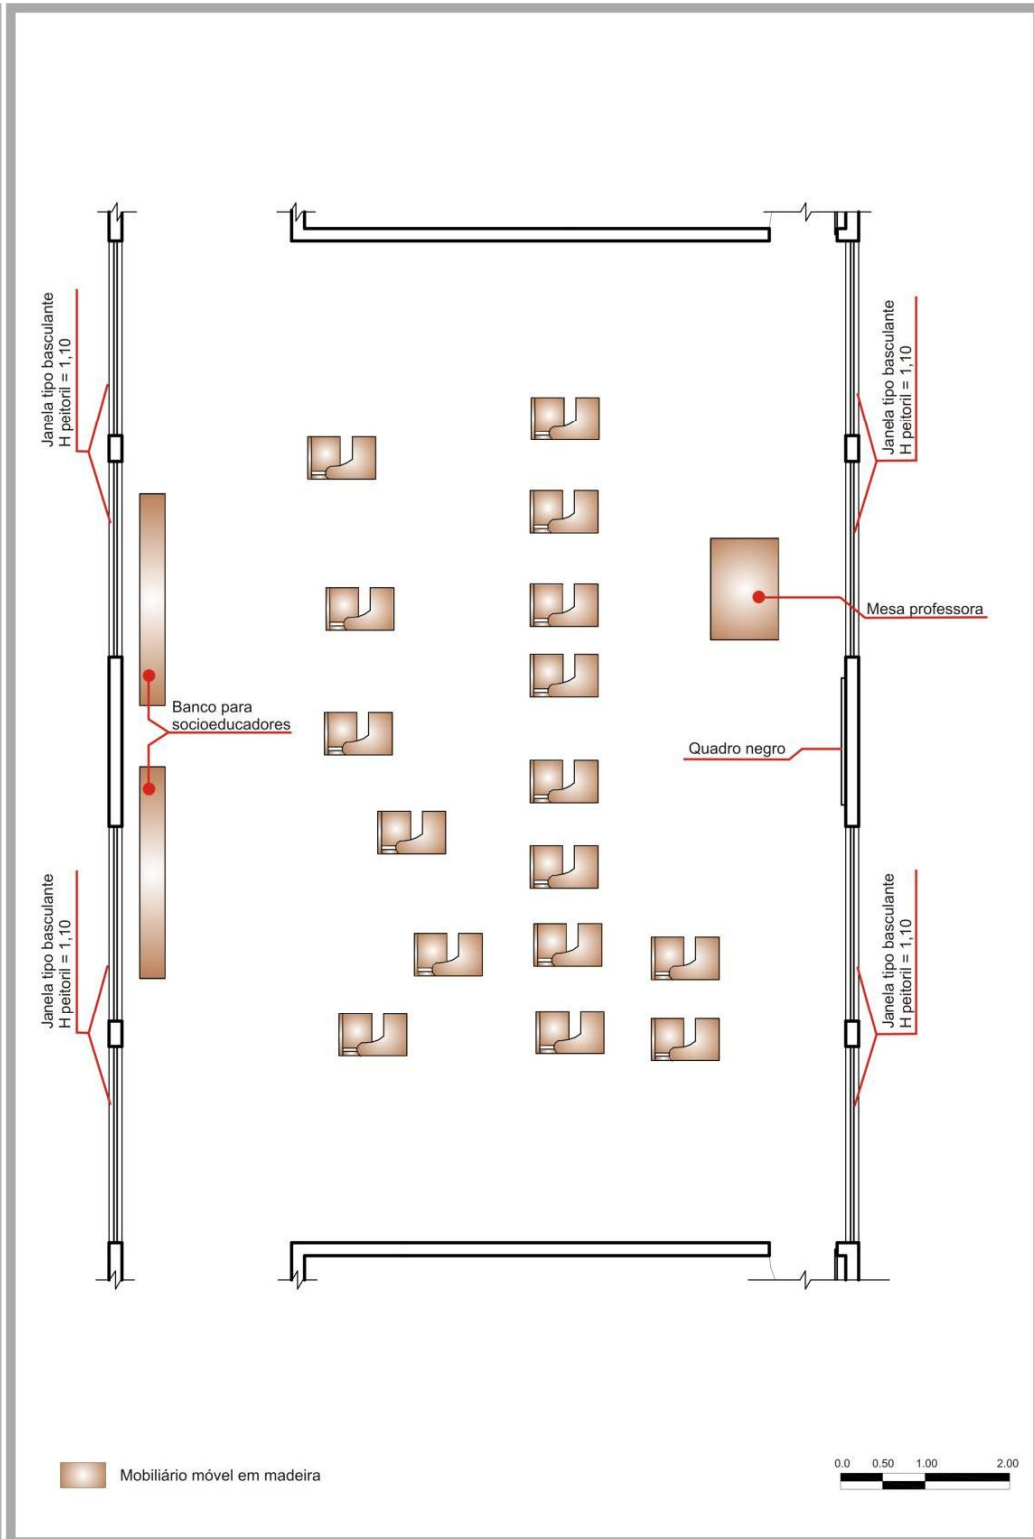 Janela tipo basculante
H peitoril = 1,10
Janela tipo basculante
H peitoril = 1,10
Mesa professora
Banco para
socioeducadores
Quadro negro
Janela tipo basculante
H peitoril = 1,10
Janela tipo basculante
H peitoril = 1,10
Mobiliário móvel em madeira
0.0 0.50 1.00 2.00